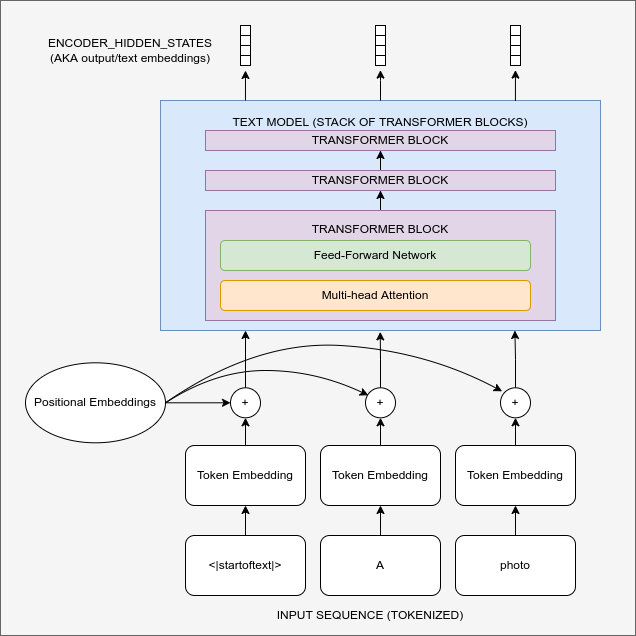 ENCODER_HIDDEN_STATES
(AKA output/text embeddings)
TEXT MODEL (STACK OF TRANSFORMER BLOCKS)
TRANSFORMER BLOCK
TRANSFORMER BLOCK
TRANSFORMER BLOCK
Feed-Forward Network
Multi-head Attention
Positional Embeddings
+
+
+
Token Embedding
Token Embedding
Token Embedding
<|startoftext|>
A
photo
INPUT SEQUENCE (TOKENIZED)